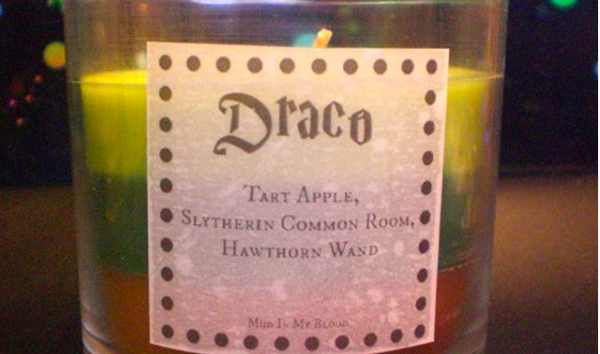 Draco
Tart Apple,
Slytherin Common Room,
Hawthorn Wand
Mud In My Blood